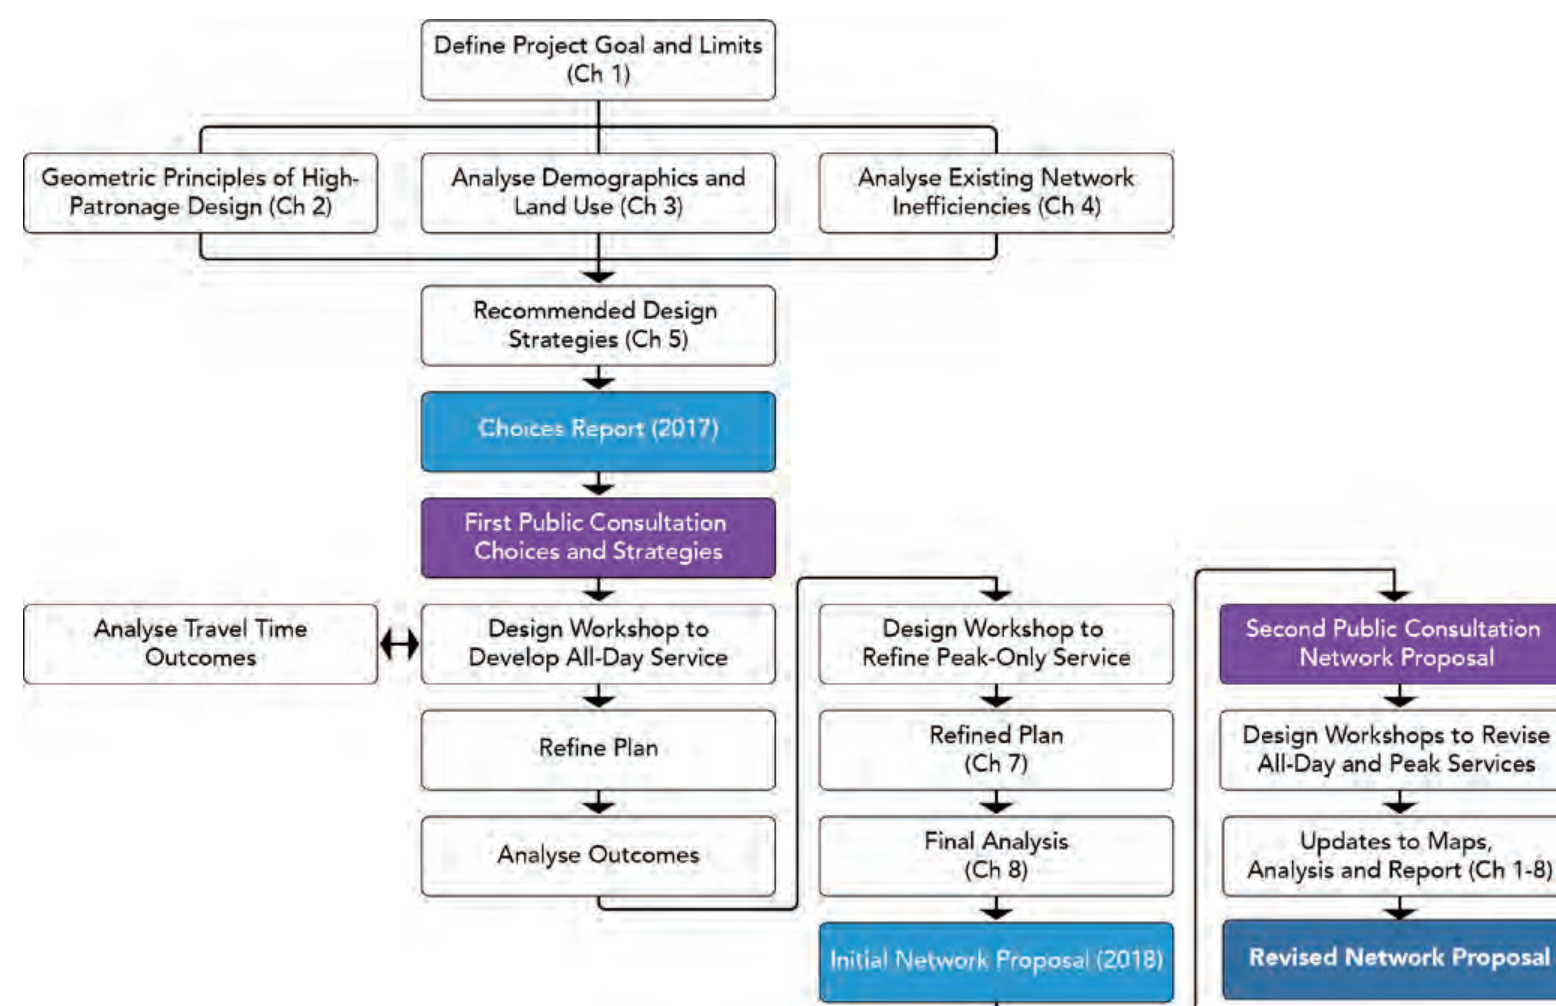 Define Project Goal and Limits
(Ch 1)
Geometric Principles of High-
Patronage Design (Ch 2)
Analyse Demographics and
Land Use (Ch 3)
Analyse Existing Network
Inefficiencies (Ch 4)
Recommended Design
Strategies (Ch 5)
Choices Report (2017)
First Public Consultation
Choices and Strategies
Analyse Travel Time
Outcomes
Design Workshop to
Develop All-Day Service
Refine Plan
Analyse Outcomes
Design Workshop to
Refine Peak-Only Service
Refined Plan
(Ch 7)
Final Analysis
(Ch 8)
Initial Network Proposal (2018)
Second Public Consultation
Network Proposal
Design Workshops to Revise
All-Day and Peak Services
Updates to Maps,
Analysis and Report (Ch 1-8)
Revised Network Proposal